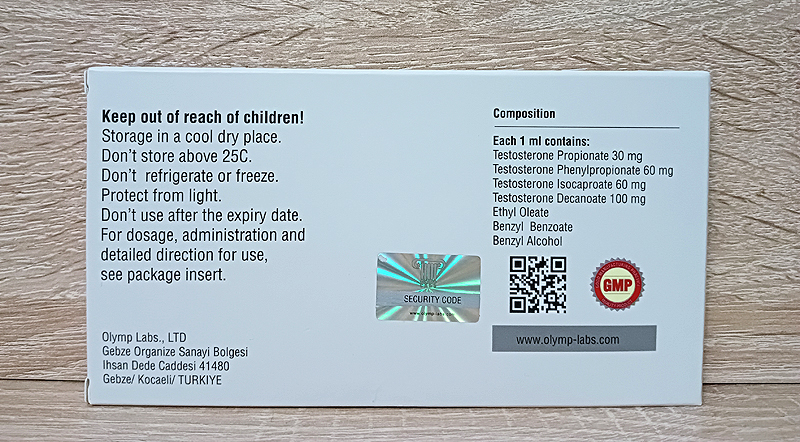 Keep out of reach of children!
Storage in a cool dry place.
Don't store above 25C.
Don't refrigerate or freeze.
Protect from light.
Don't use after the expiry date.
For dosage, administration and
detailed direction for use,
see package insert.
Olymp Labs., LTD
Gebze Organize Sanayi Bolgesi
Ihsan Dede Caddesi 41480
Gebze/ Kocaeli/ TURKIYE
SECURITY CODE
www.olymp-labs.com
Composition
Each 1 ml contains:
Testosterone Propionate 30 mg
Testosterone Phenylpropionate 60 mg
Testosterone Isocaproate 60 mg
Testosterone Decanoate 100 mg
Ethyl Oleate
Benzyl Benzoate
Benzyl Alcohol
GMP
www.olymp-labs.com